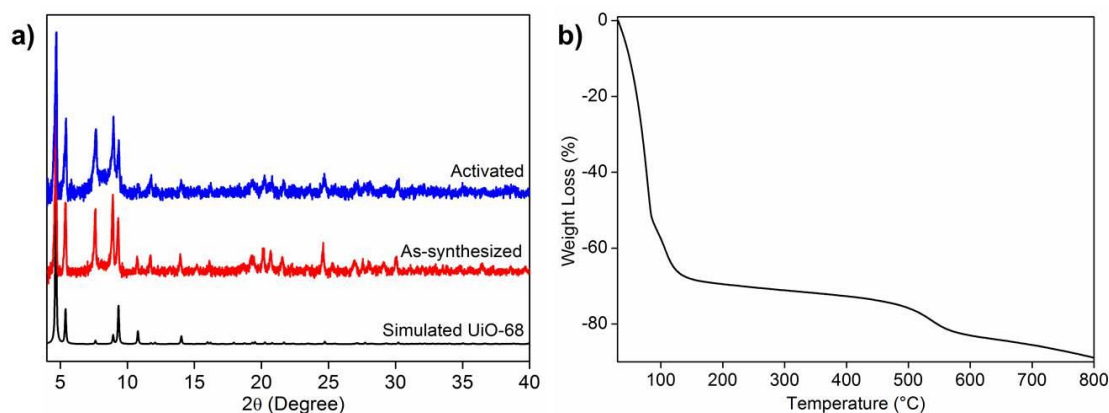 a)
Activated
As-synthesized
Simulated UiO-68
5 10 15 20 25 30 35 40
2θ (Degree)
b)
0
-20
-40
-60
-80
Weight Loss (%)
100 200 300 400 500 600 700 800
Temperature (°C)